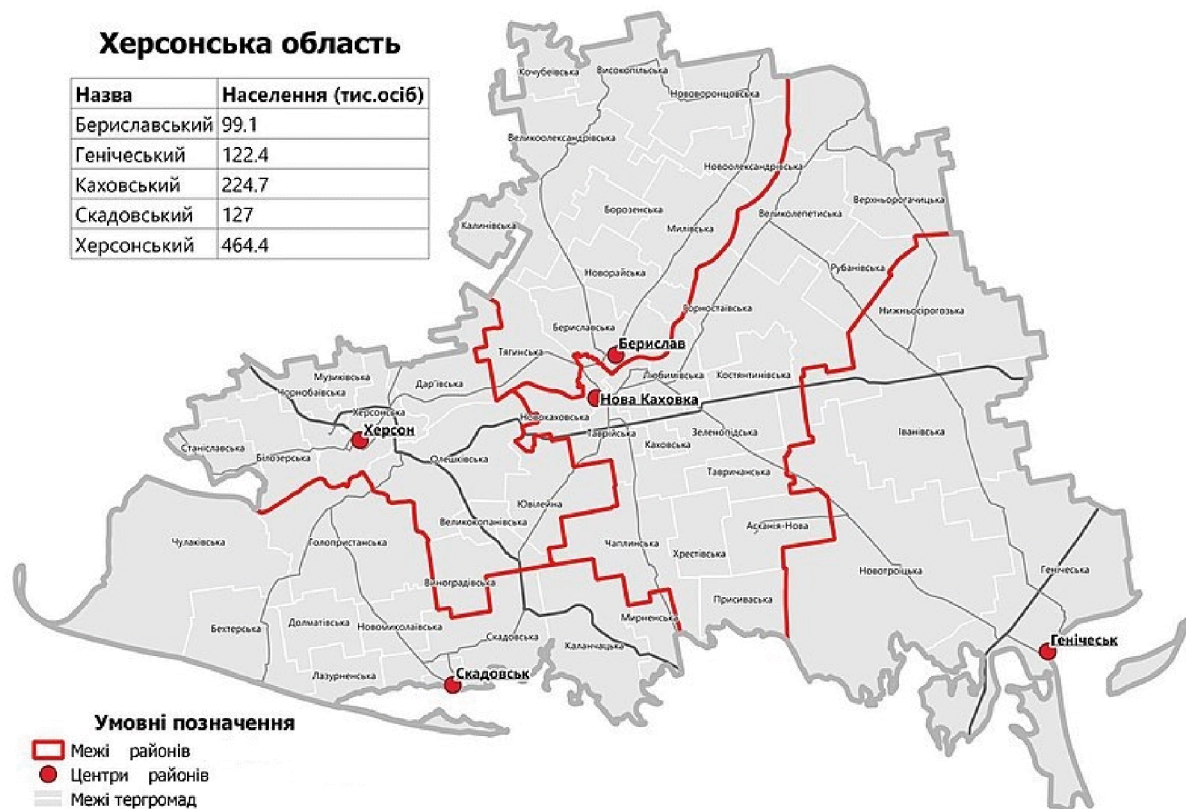 Херсонська область
Назва Населення (тис.осіб)
Бериславський 99.1
Генічеський 122.4
Каховський 224.7
Скадовський 127
Херсонський 464.4
Кочубеївська
Високопільська
Нововоронцовська
Великоолександрівська
Новоолександрівська
Верхньорогачицька
Борозенська
Великолепетиська
Калинівська
Милівська
Рубанівська
Новорайська
Горностаївська
Нижньосірогозька
Бериславська
Берислав
Тягинська
Музиківська
Дар'ївська
Любимівська
Костянтинівська
Чорнобаївська
Нова Каховка
Херсонська
Новокаховська
Херсон
Таврійська
Зеленопідська
Іванівська
Станіславська
Білозерська
Олешківська
Каховська
Тавричанська
Ювілейна
Великокопанівська
Асканія-Нова
Чулаківська
Голопристанська
Чаплинська
Хрестівська
Новотроїцька
Генічеська
Виноградівська
Присиваська
Мирненська
Бехтерська
Долматівська
Новомиколаївська
Скадовська
Каланчацька
Генічеськ
Лазурненська
Скадовськ
Умовні позначення
Межі районів
Центри районів
Межі тергромад